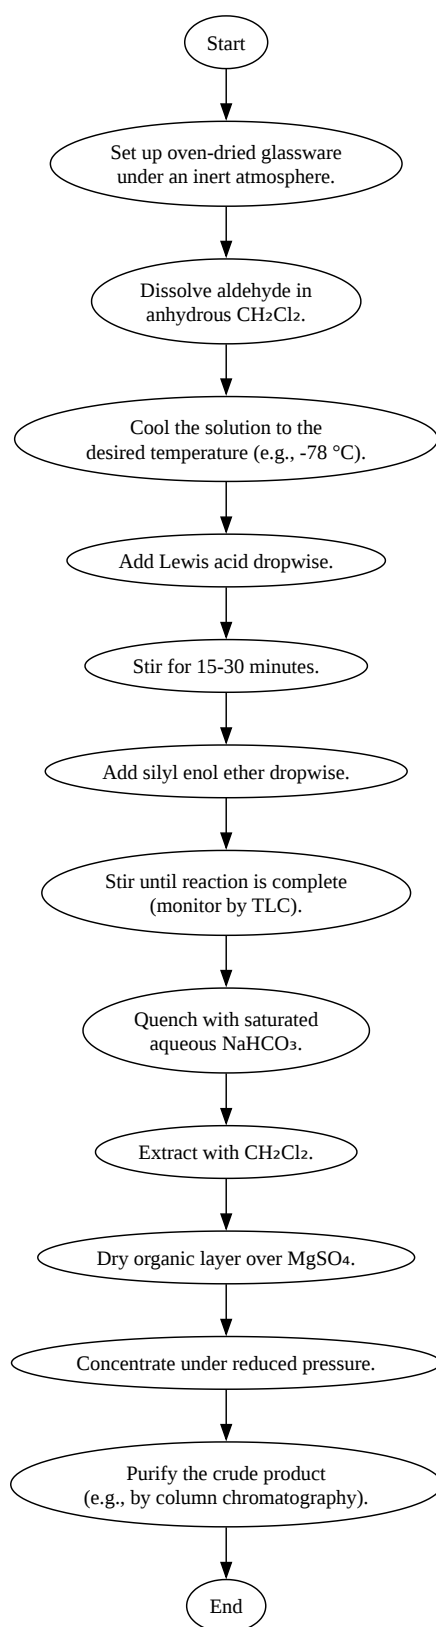 Start
Set up oven-dried glassware
under an inert atmosphere.
Dissolve aldehyde in
anhydrous CH₂Cl₂.
Cool the solution to the
desired temperature (e.g., -78 °C).
Add Lewis acid dropwise.
Stir for 15-30 minutes.
Add silyl enol ether dropwise.
Stir until reaction is complete
(monitor by TLC).
Quench with saturated
aqueous NaHCO₃.
Extract with CH₂Cl₂.
Dry organic layer over MgSO₄.
Concentrate under reduced pressure.
Purify the crude product
(e.g., by column chromatography).
End